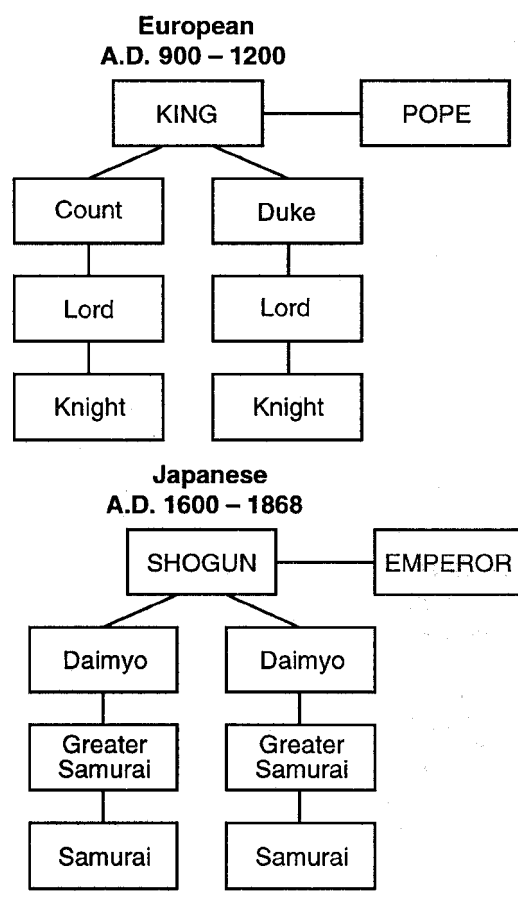 European
A.D. 900 – 1200
KING
POPE
Count
Duke
Lord
Lord
Knight
Knight
Japanese
A.D. 1600 – 1868
SHOGUN
EMPEROR
Daimyo
Daimyo
Greater
Samurai
Greater
Samurai
Samurai
Samurai